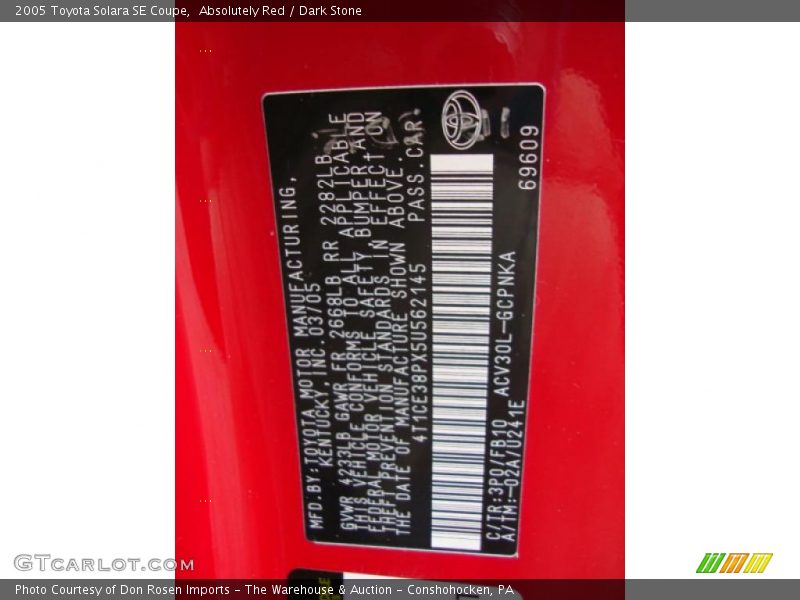 2005 Toyota Solara SE Coupe,  Absolutely Red / Dark Stone
MFD.BY:TOYOTA MOTOR MANUFACTURING,
KENTUCKY, INC. 03/05
GVWR 4233LB GAWR FR 2668LB RR 2282LB
THIS VEHICLE CONFORMS TO ALL APPLICABLE
FEDERAL MOTOR VEHICLE SAFETY BUMPER AND
THEFT PREVENTION STANDARDS IN EFFECT ON
THE DATE OF MANUFACTURE SHOWN ABOVE.
4T1CE38PX5U562145 PASS.CAR.
C/TR:3P0/FB10 ACV30L-GCPNKA 69609
A/TM:-02A/U241E
GTCARLOT.COM
Photo Courtesy of Don Rosen Imports - The Warehouse & Auction - Conshohocken, PA